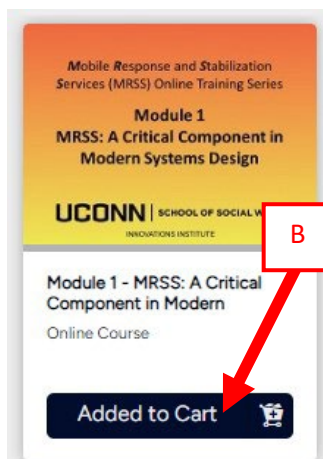 Mobile Response and Stabilization
Services (MRSS) Online Training Series
Module 1
MRSS: A Critical Component in
Modern Systems Design
UCONN | SCHOOL OF SOCIAL W
INNOVATIONS INSTITUTE
B
Module 1 - MRSS: A Critical
Component in Modern
Online Course
Added to Cart